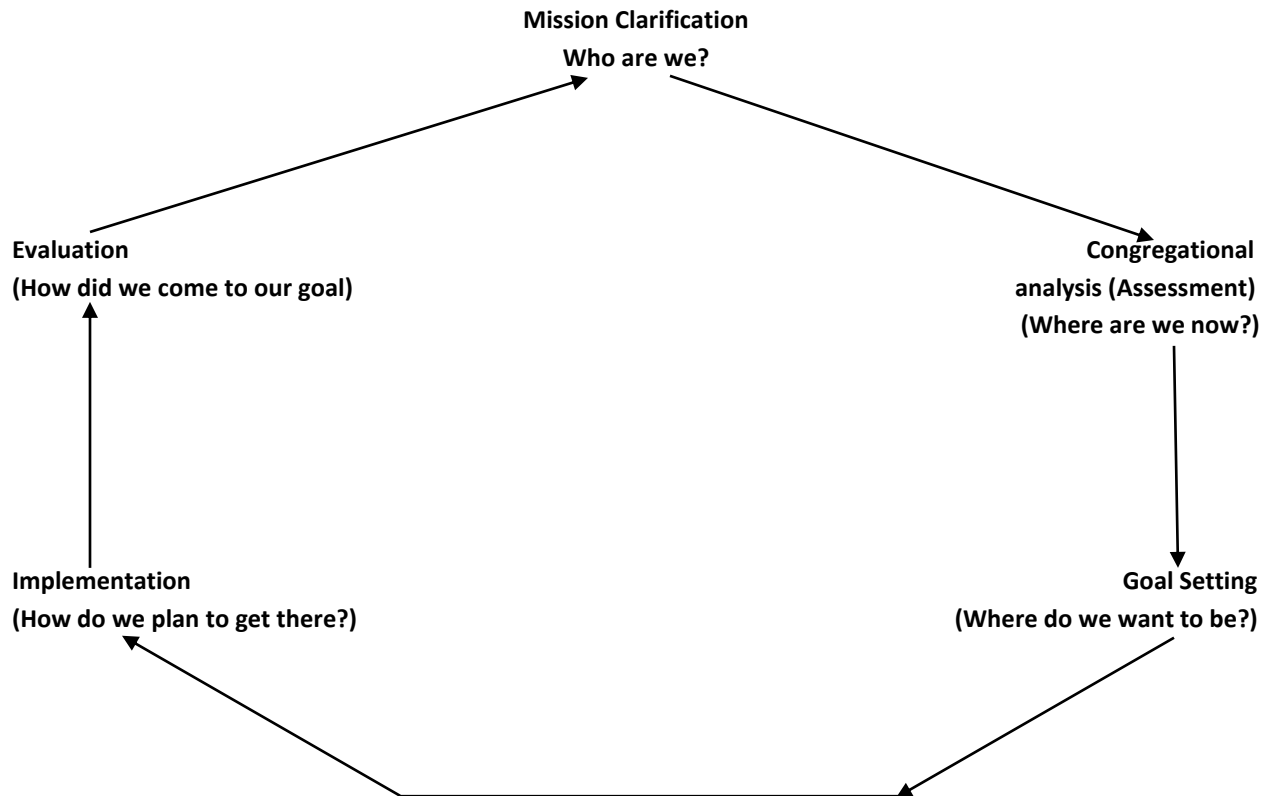 Mission Clarification
Who are we?
Evaluation
(How did we come to our goal)
Congregational
analysis (Assessment)
(Where are we now?)
Implementation
(How do we plan to get there?)
Goal Setting
(Where do we want to be?)